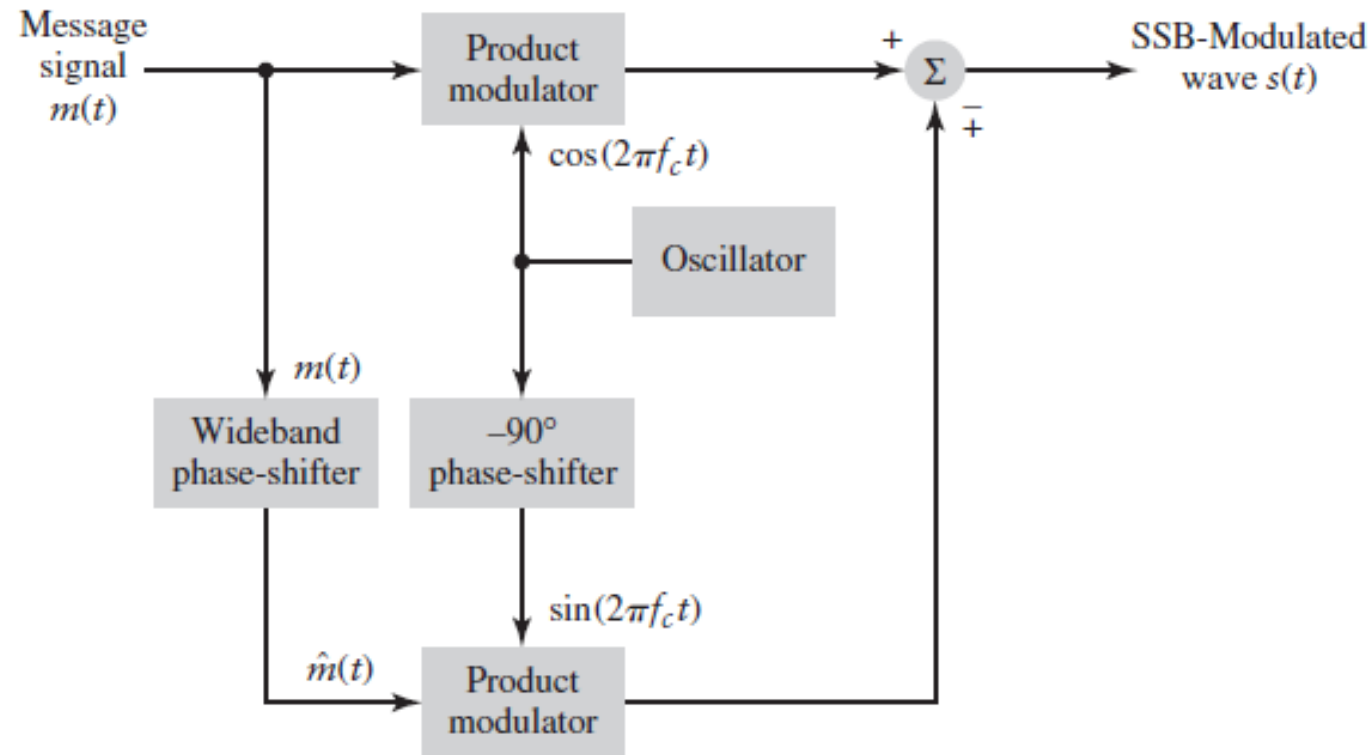 Message
signal
m(t)
Product
modulator
+
Σ
−
+
SSB-Modulated
wave s(t)
cos(2πf_c t)
Oscillator
m(t)
Wideband
phase-shifter
–90°
phase-shifter
sin(2πf_c t)
m̂(t)
Product
modulator